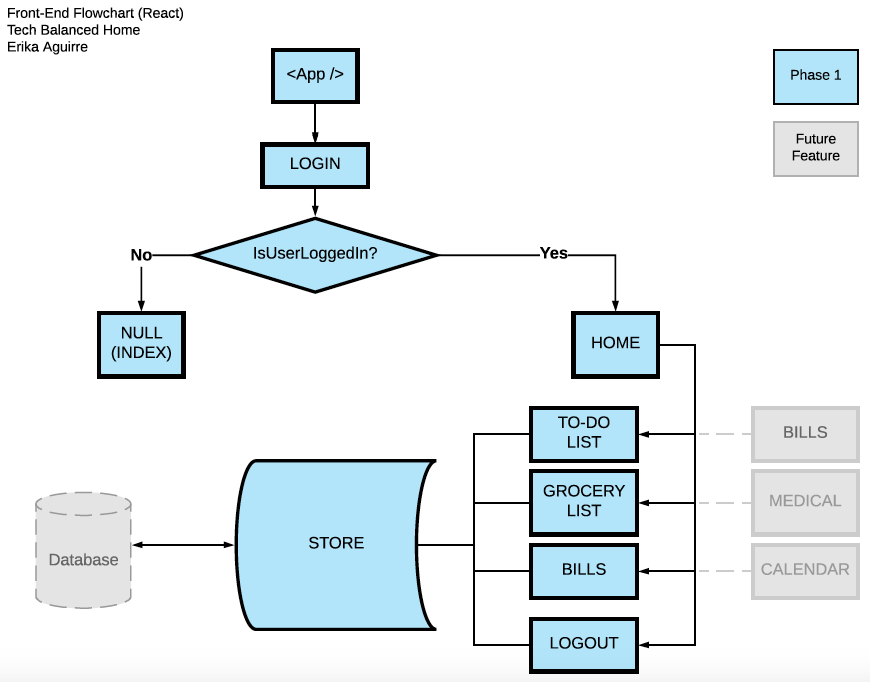 Front-End Flowchart (React)
Tech Balanced Home
Erika Aguirre
<App />
Phase 1
Future
Feature
LOGIN
IsUserLoggedIn?
No
Yes
NULL
(INDEX)
HOME
TO-DO
LIST
BILLS
GROCERY
LIST
MEDICAL
STORE
Database
BILLS
CALENDAR
LOGOUT